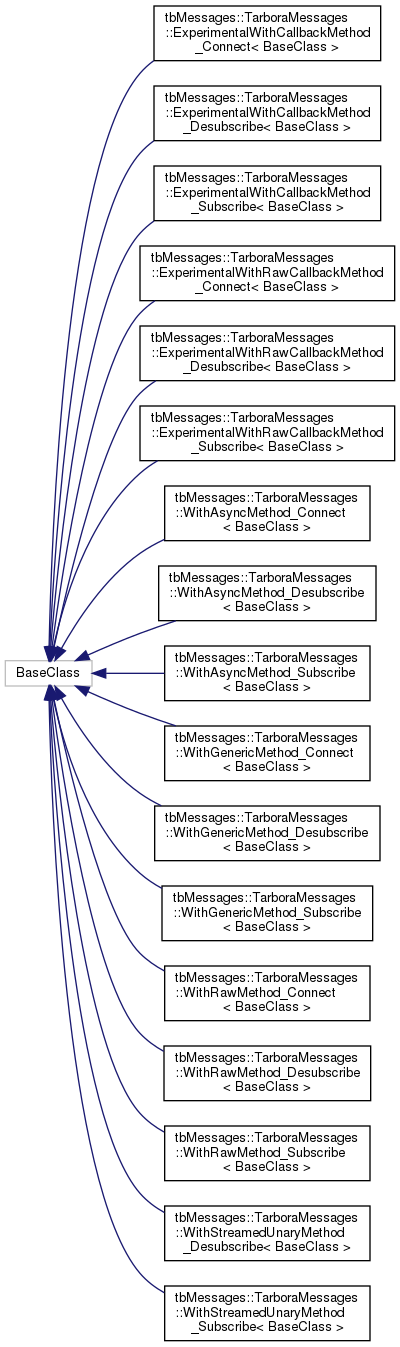 tbMessages::TarboraMessages
::ExperimentalWithCallbackMethod
_Connect< BaseClass >
tbMessages::TarboraMessages
::ExperimentalWithCallbackMethod
_Desubscribe< BaseClass >
tbMessages::TarboraMessages
::ExperimentalWithCallbackMethod
_Subscribe< BaseClass >
tbMessages::TarboraMessages
::ExperimentalWithRawCallbackMethod
_Connect< BaseClass >
tbMessages::TarboraMessages
::ExperimentalWithRawCallbackMethod
_Desubscribe< BaseClass >
tbMessages::TarboraMessages
::ExperimentalWithRawCallbackMethod
_Subscribe< BaseClass >
tbMessages::TarboraMessages
::WithAsyncMethod_Connect
< BaseClass >
tbMessages::TarboraMessages
::WithAsyncMethod_Desubscribe
< BaseClass >
BaseClass
tbMessages::TarboraMessages
::WithAsyncMethod_Subscribe
< BaseClass >
tbMessages::TarboraMessages
::WithGenericMethod_Connect
< BaseClass >
tbMessages::TarboraMessages
::WithGenericMethod_Desubscribe
< BaseClass >
tbMessages::TarboraMessages
::WithGenericMethod_Subscribe
< BaseClass >
tbMessages::TarboraMessages
::WithRawMethod_Connect
< BaseClass >
tbMessages::TarboraMessages
::WithRawMethod_Desubscribe
< BaseClass >
tbMessages::TarboraMessages
::WithRawMethod_Subscribe
< BaseClass >
tbMessages::TarboraMessages
::WithStreamedUnaryMethod
_Desubscribe< BaseClass >
tbMessages::TarboraMessages
::WithStreamedUnaryMethod
_Subscribe< BaseClass >